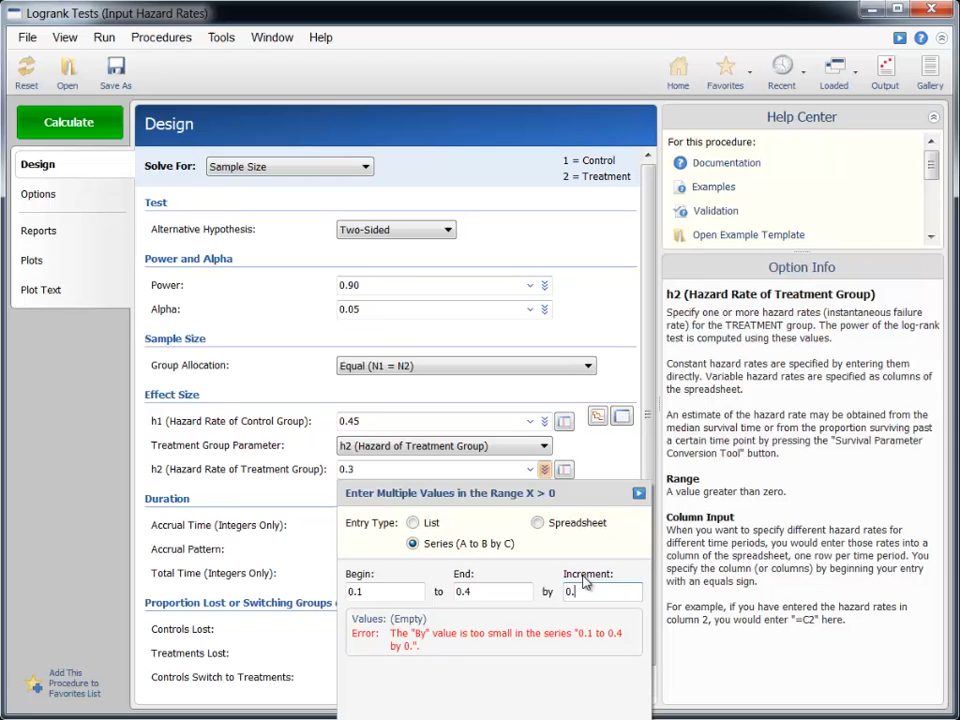 Logrank Tests (Input Hazard Rates)
File View Run Procedures Tools Window Help
Reset Open Save As Home Favorites Recent Loaded Output Gallery
Calculate
Design
Options
Reports
Plots
Plot Text
Add This
Procedure to
Favorites List
Design
Solve For: Sample Size
1 = Control
2 = Treatment
Test
Alternative Hypothesis: Two-Sided
Power and Alpha
Power: 0.90
Alpha: 0.05
Sample Size
Group Allocation: Equal (N1 = N2)
Effect Size
h1 (Hazard Rate of Control Group): 0.45
Treatment Group Parameter: h2 (Hazard of Treatment Group)
h2 (Hazard Rate of Treatment Group): 0.3
Duration
Accrual Time (Integers Only):
Accrual Pattern:
Total Time (Integers Only):
Proportion Lost or Switching Groups
Controls Lost:
Treatments Lost:
Controls Switch to Treatments:
Enter Multiple Values in the Range X > 0
Entry Type: List Spreadsheet
Series (A to B by C)
Begin: End: Increment:
0.1 to 0.4 by 0.
Values: (Empty)
Error: The "By" value is too small in the series "0.1 to 0.4
by 0.".
Help Center
For this procedure:
Documentation
Examples
Validation
Open Example Template
Option Info
h2 (Hazard Rate of Treatment Group)
Specify one or more hazard rates (instantaneous failure
rate) for the TREATMENT group. The power of the log-rank
test is computed using these values.
Constant hazard rates are specified by entering them
directly. Variable hazard rates are specified as columns of
the spreadsheet.
An estimate of the hazard rate may be obtained from the
median survival time or from the proportion surviving past
a certain time point by pressing the "Survival Parameter
Conversion Tool" button.
Range
A value greater than zero.
Column Input
When you want to specify different hazard rates for
different time periods, you would enter those rates into a
column of the spreadsheet, one row per time period. You
specify the column (or columns) by beginning your entry
with an equals sign.
For example, if you have entered the hazard rates in
column 2, you would enter "=C2" here.